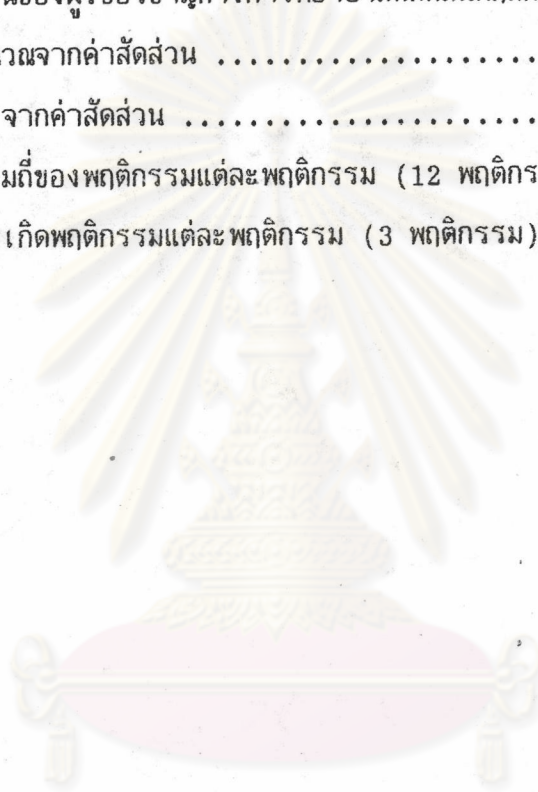 วณจากค่าสัดส่วน ......................
จากค่าสัดส่วน ........................
มถี่ของพฤติกรรมแต่ละพฤติกรรม (12 พฤติกร
เกิดพฤติกรรมแต่ละพฤติกรรม (3 พฤติกรรม)